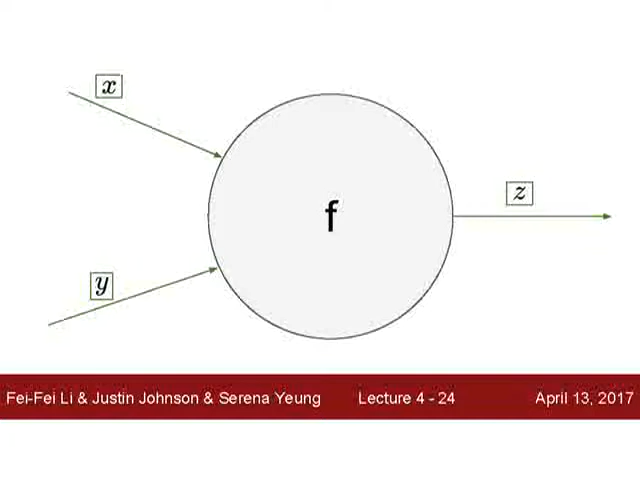 x
f
z
y
Fei-Fei Li & Justin Johnson & Serena Yeung Lecture 4 - 24 April 13, 2017